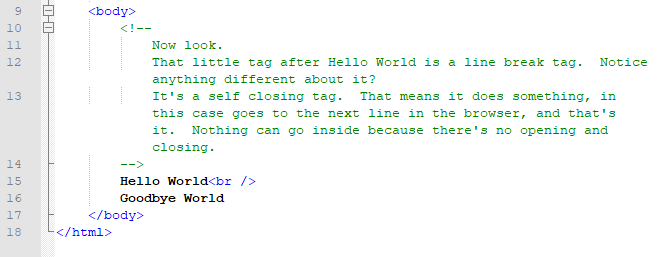 9 <body>
10 <!--
11 Now look.
12 That little tag after Hello World is a line break tag.  Notice
anything different about it?
13 It's a self closing tag.  That means it does something, in
this case goes to the next line in the browser, and that's
it.  Nothing can go inside because there's no opening and
closing.
14 -->
15 Hello World<br />
16 Goodbye World
17 </body>
18 </html>